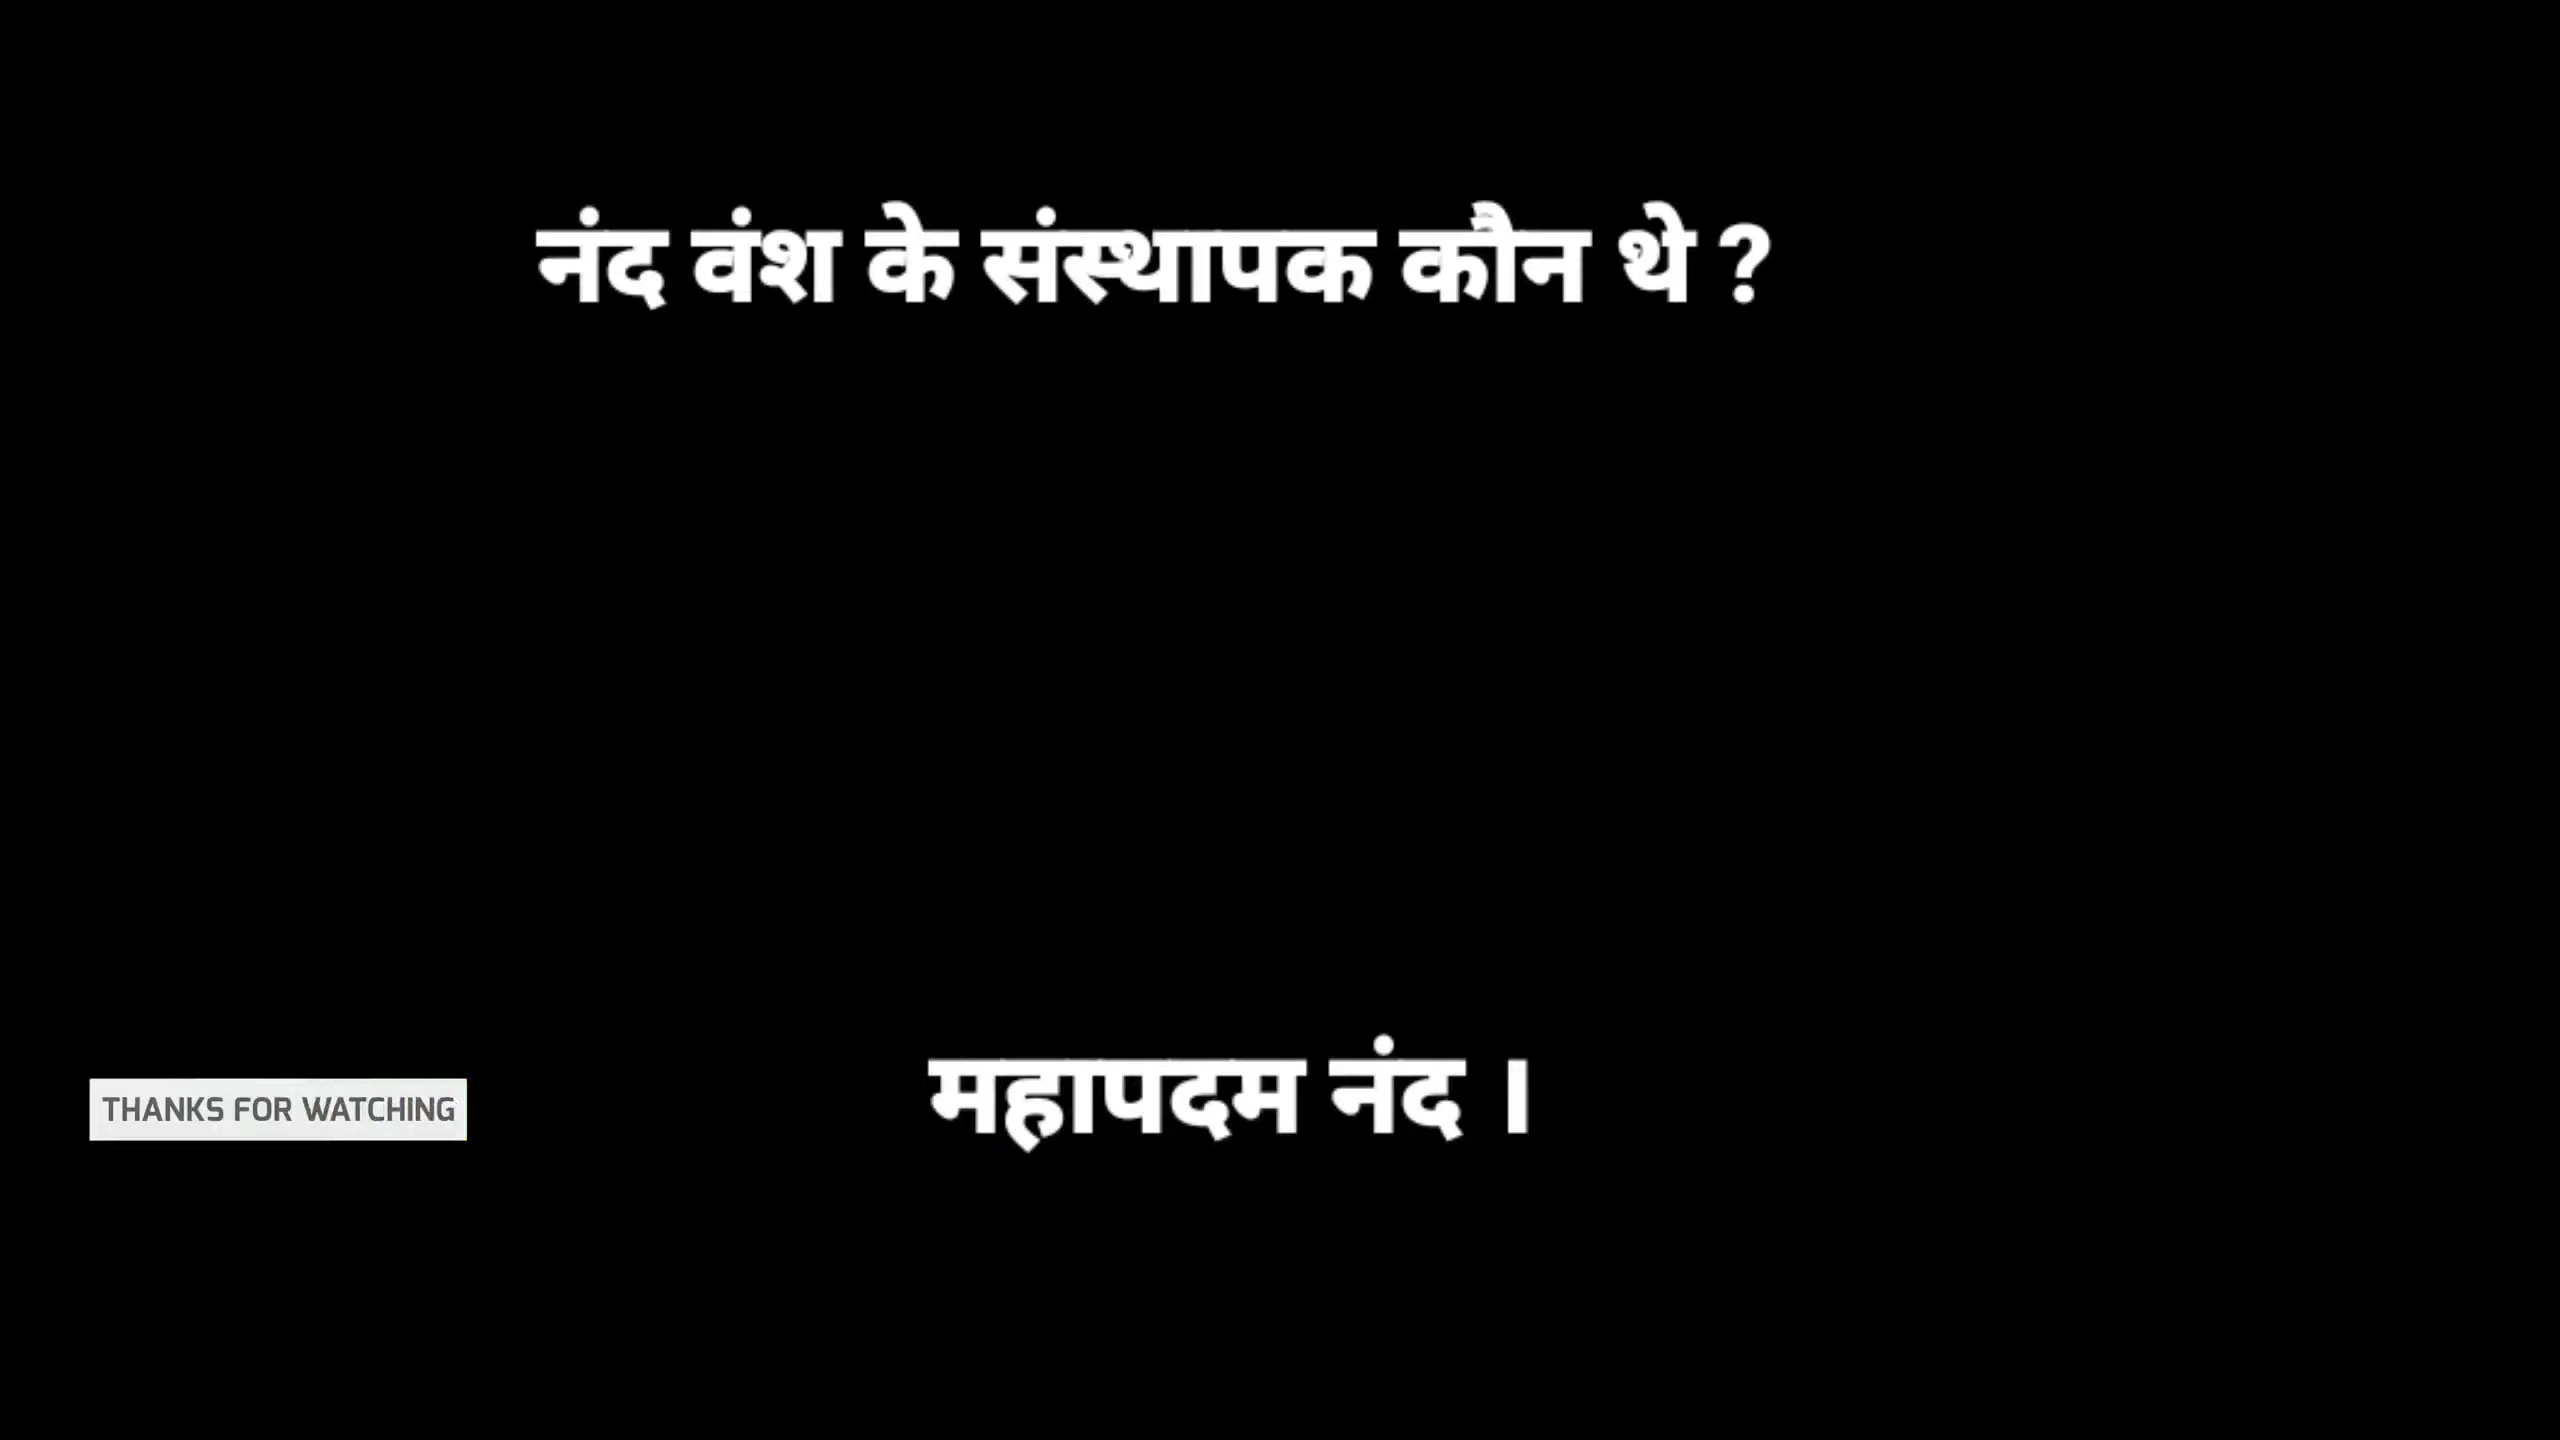 नंद वंश के संस्थापक कौन थे ?
THANKS FOR WATCHING
महापदम नंद ।